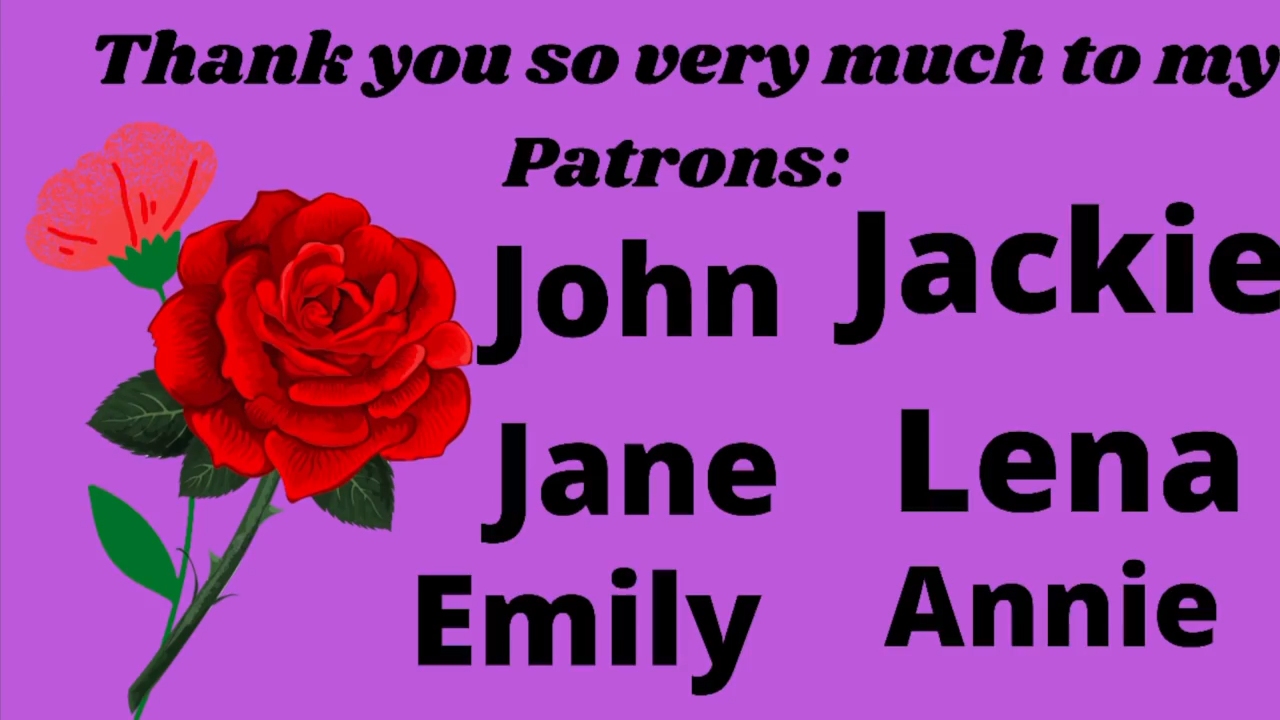 Thank you so very much to my
Patrons:
John Jackie
Jane Lena
Emily Annie